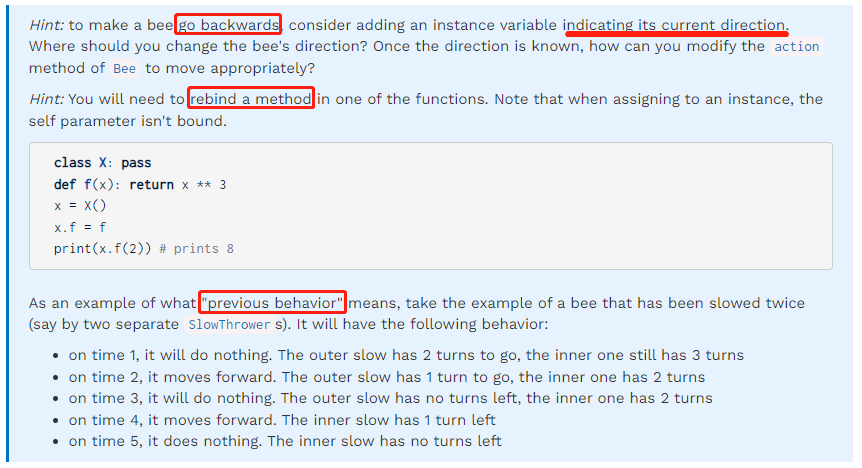 Hint: to make a bee go backwards, consider adding an instance variable indicating its current direction.
Where should you change the bee's direction? Once the direction is known, how can you modify the action
method of Bee to move appropriately?
Hint: You will need to rebind a method in one of the functions. Note that when assigning to an instance, the
self parameter isn't bound.
class X: pass
def f(x): return x ** 3
x = X()
x.f = f
print(x.f(2)) # prints 8
As an example of what "previous behavior" means, take the example of a bee that has been slowed twice
(say by two separate SlowThrower s). It will have the following behavior:
• on time 1, it will do nothing. The outer slow has 2 turns to go, the inner one still has 3 turns
• on time 2, it moves forward. The outer slow has 1 turn to go, the inner one has 2 turns
• on time 3, it will do nothing. The outer slow has no turns left, the inner one has 2 turns
• on time 4, it moves forward. The inner slow has 1 turn left
• on time 5, it does nothing. The inner slow has no turns left